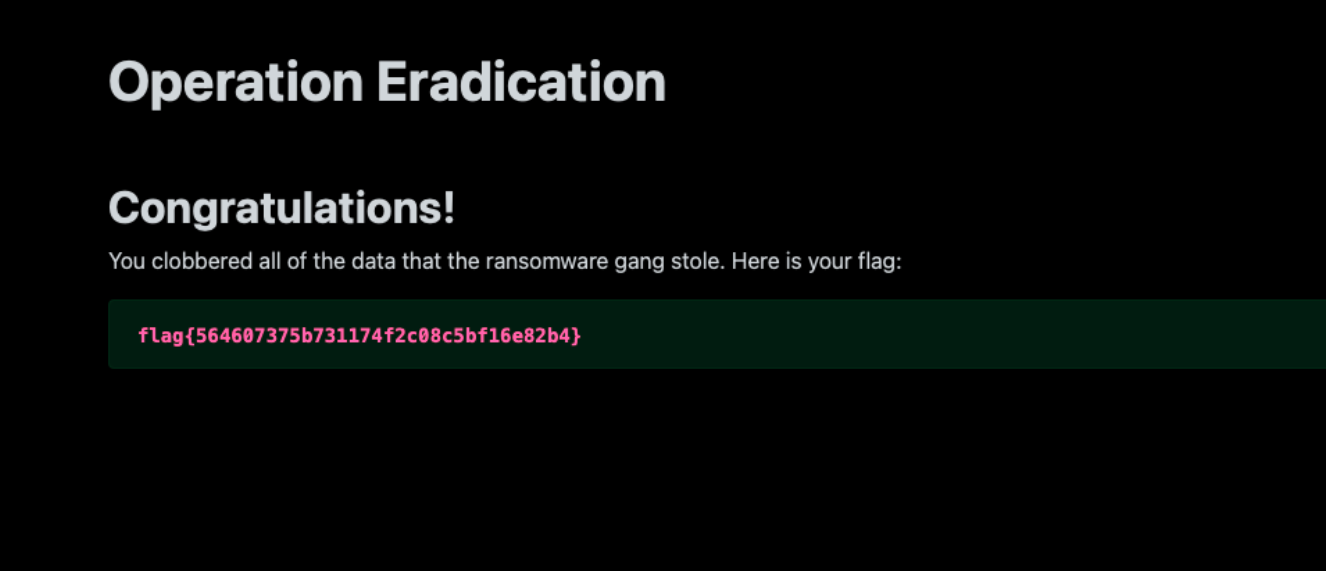 Operation Eradication
Congratulations!
You clobbered all of the data that the ransomware gang stole. Here is your flag:
flag{564607375b731174f2c08c5bf16e82b4}